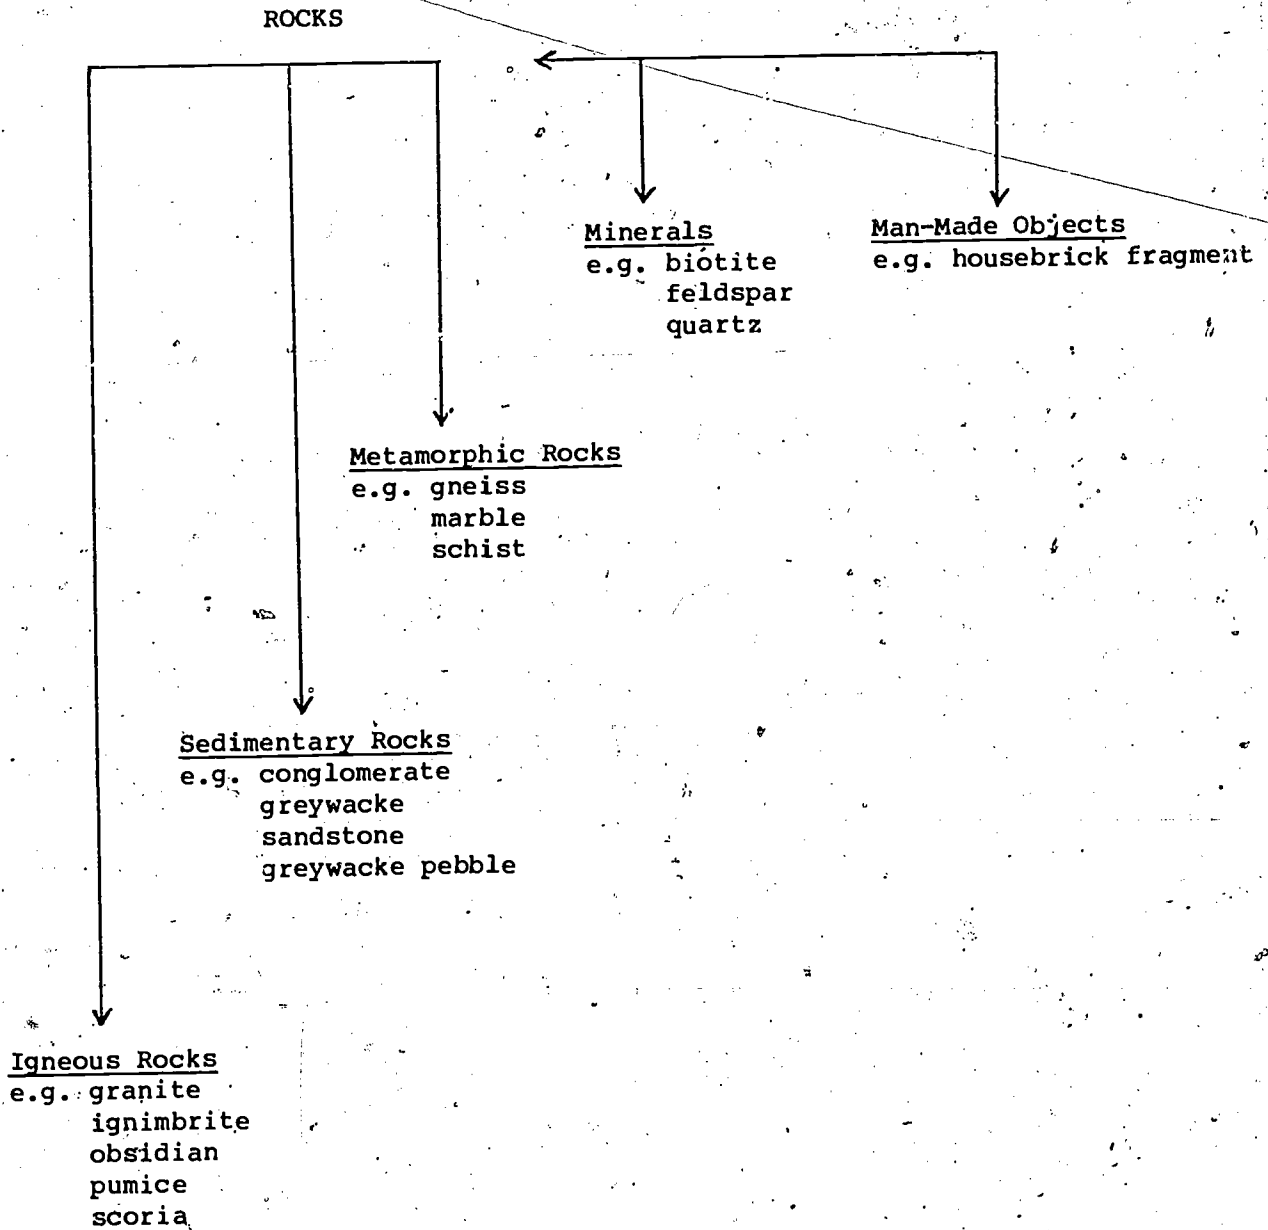 ROCKS
Minerals
e.g. biotite
feldspar
quartz
Man-Made Objects
e.g. housebrick fragment
Metamorphic Rocks
e.g. gneiss
marble
schist
Sedimentary Rocks
e.g. conglomerate
greywacke
sandstone
greywacke pebble
Igneous Rocks
e.g. granite
ignimbrite
obsidian
pumice
scoria